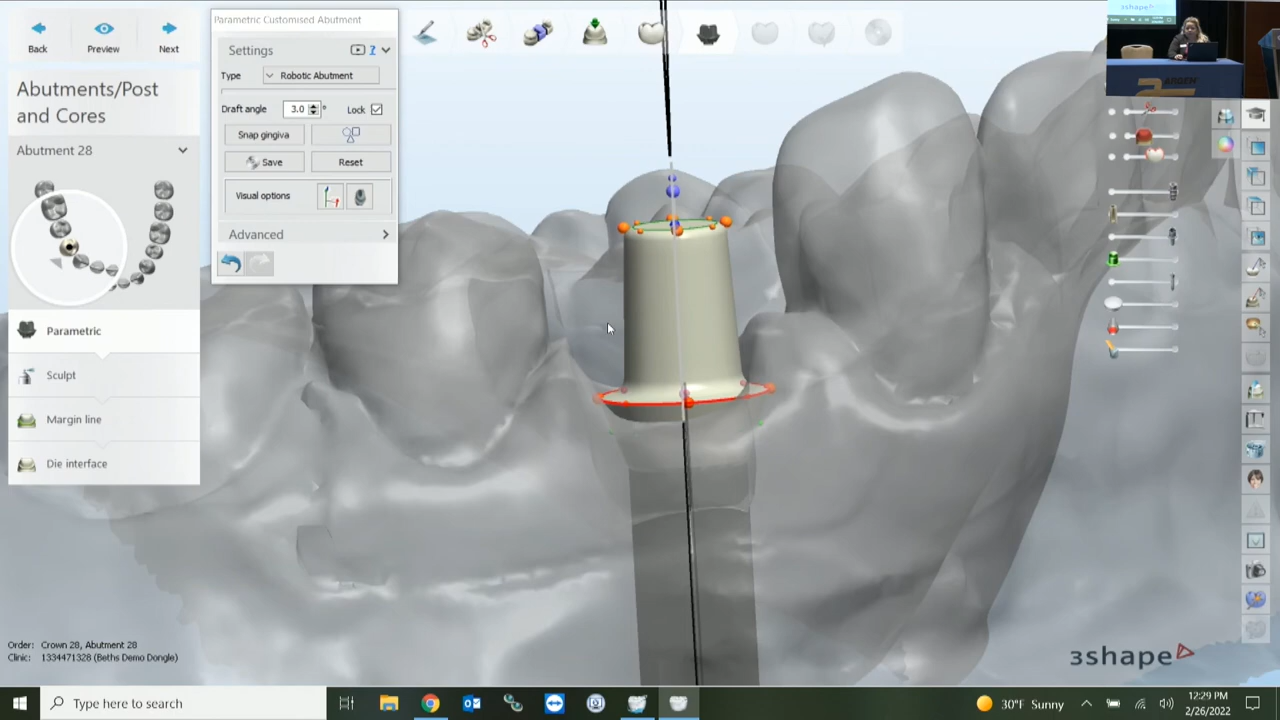 Back
Preview
Next
Abutments/Post
and Cores
Abutment 28
Parametric
Sculpt
Margin line
Die interface
Parametric Customised Abutment
Settings
?
Type
Robotic Abutment
Draft angle
3.0
°
Lock
Snap gingiva
Save
Reset
Visual options
Advanced
3shape
ARGEN
Order: Crown 28, Abutment 28
Clinic: 1334471328 (Beths Demo Dongle)
3shape
Type here to search
30°F Sunny
12:29 PM
2/26/2022